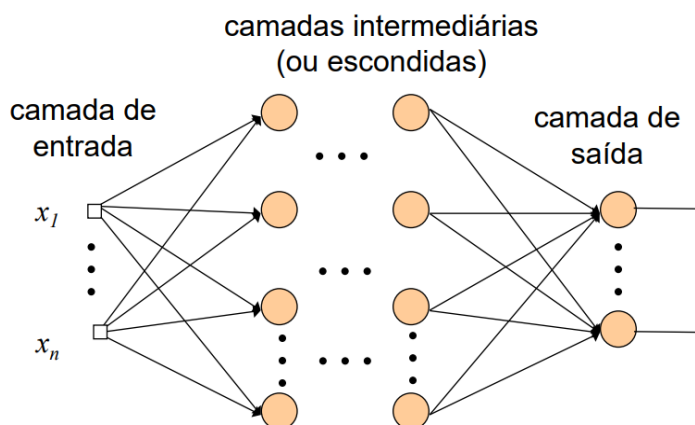 camadas intermediárias
(ou escondidas)
camada de
entrada
camada de
saída
x1
xn